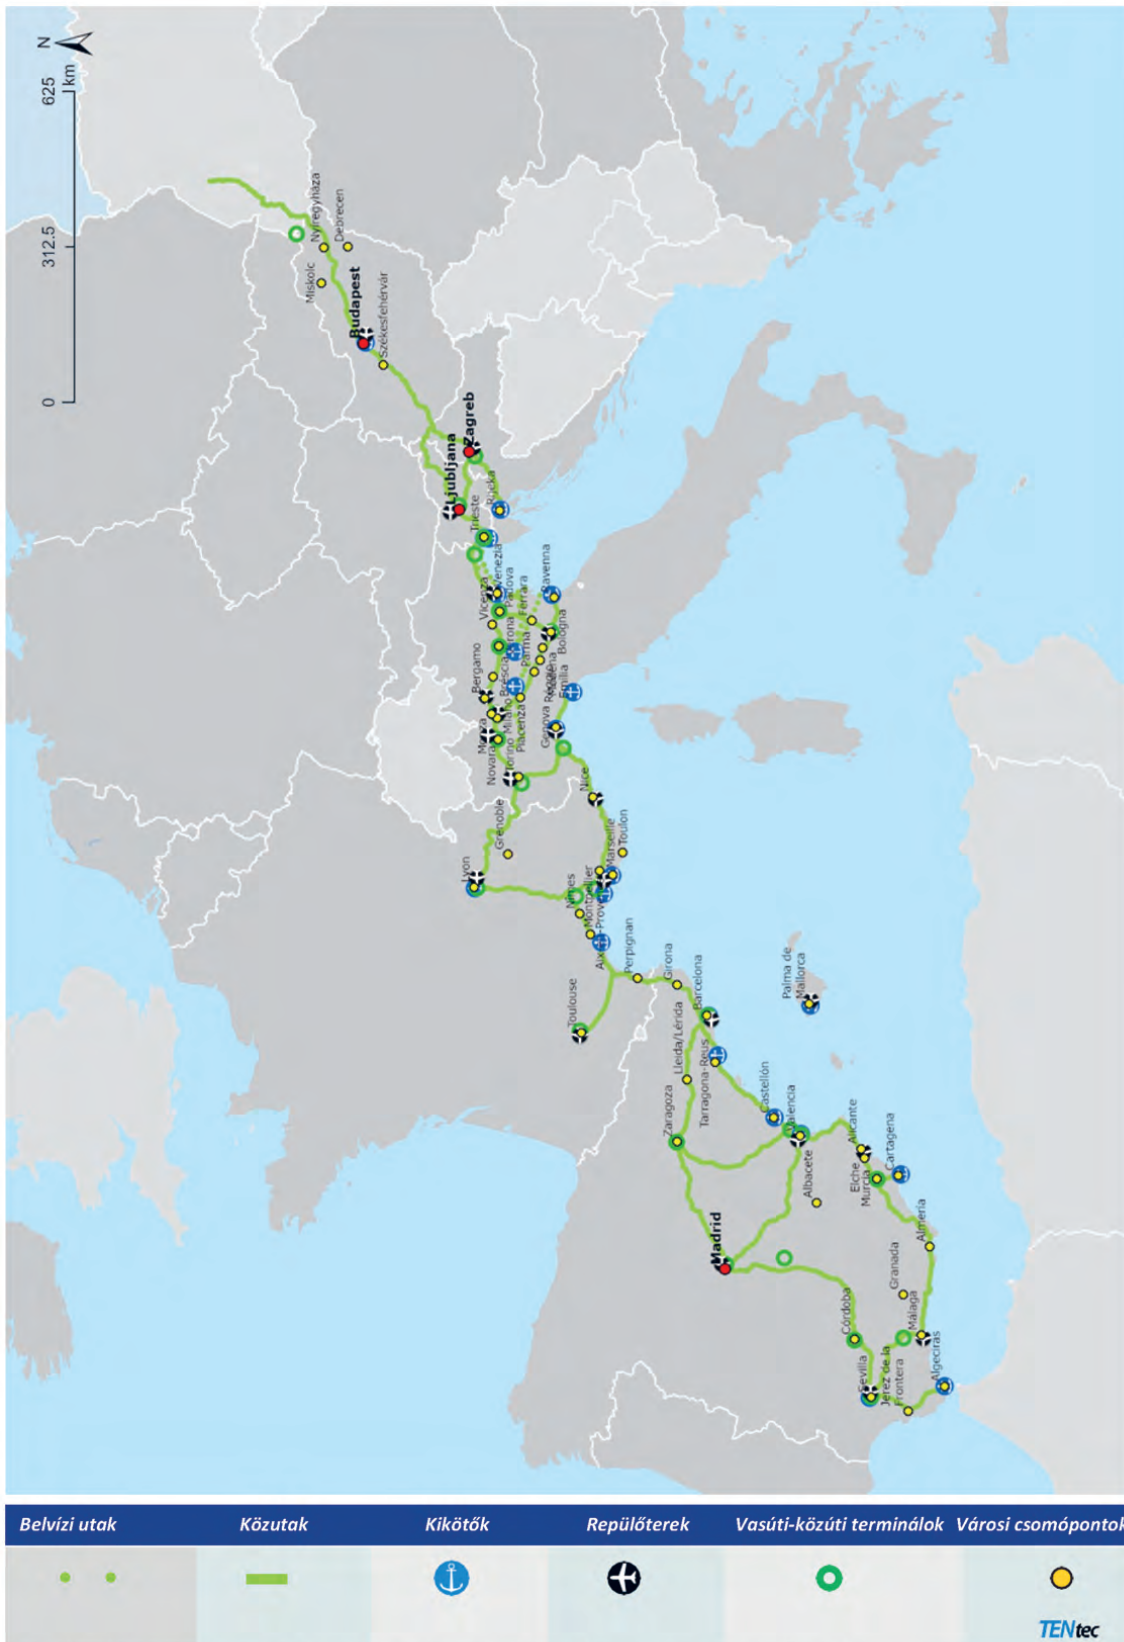 N
625
km
312.5
0
Nyíregyháza
Debrecen
Miskolc
Budapest
Székesfehérvár
Zagreb
Ljubljana
Rijeka
Trieste
Venezia
Padova
Vicenza
Ferrara
Ravenna
Bologna
Parma
Bergamo
Brescia
Milano
Piacenza
Novara
Torino
Genova
Emilia
Nice
Grenoble
Lyon
Marseille
Toulon
Nîmes
Montpellier
Aix
Perpignan
Toulouse
Girona
Barcelona
Lleida/Lérida
Tarragona-Reus
Palma de
Mallorca
Zaragoza
Castellón
Valencia
Albacete
Alicante
Elche
Murcia
Cartagena
Madrid
Almería
Granada
Málaga
Córdoba
Sevilla
Jerez de la
Frontera
Algeciras
Belvízi utak
Közutak
Kikötők
Repülőterek
Vasúti-közúti terminálok
Városi csomópontok
TENtec